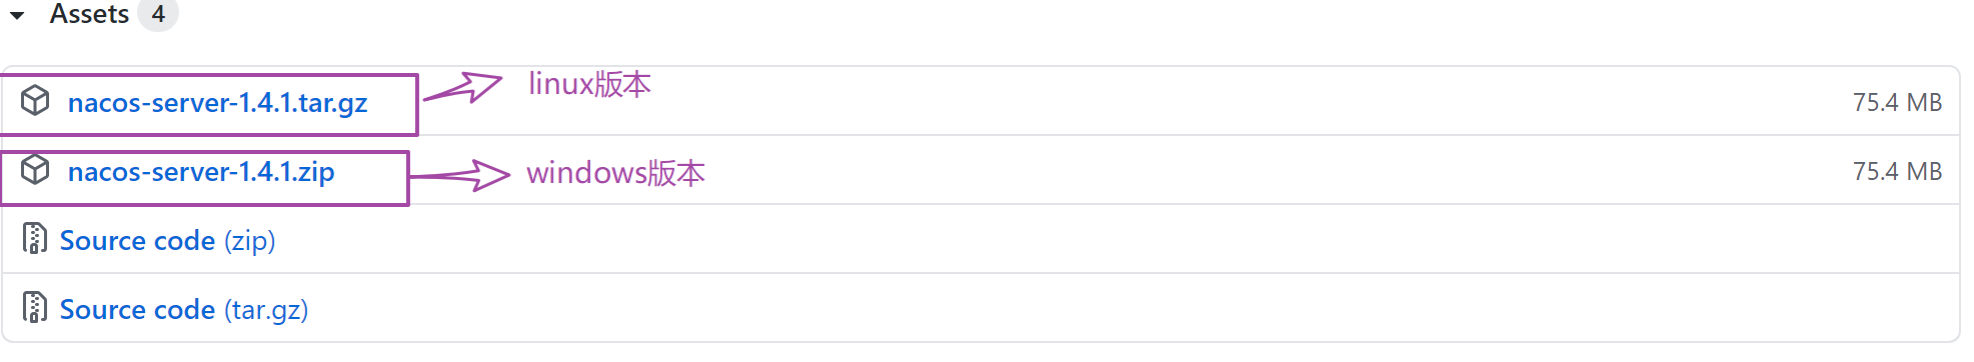 Assets 4
nacos-server-1.4.1.tar.gz linux版本 75.4 MB
nacos-server-1.4.1.zip windows版本 75.4 MB
Source code (zip)
Source code (tar.gz)